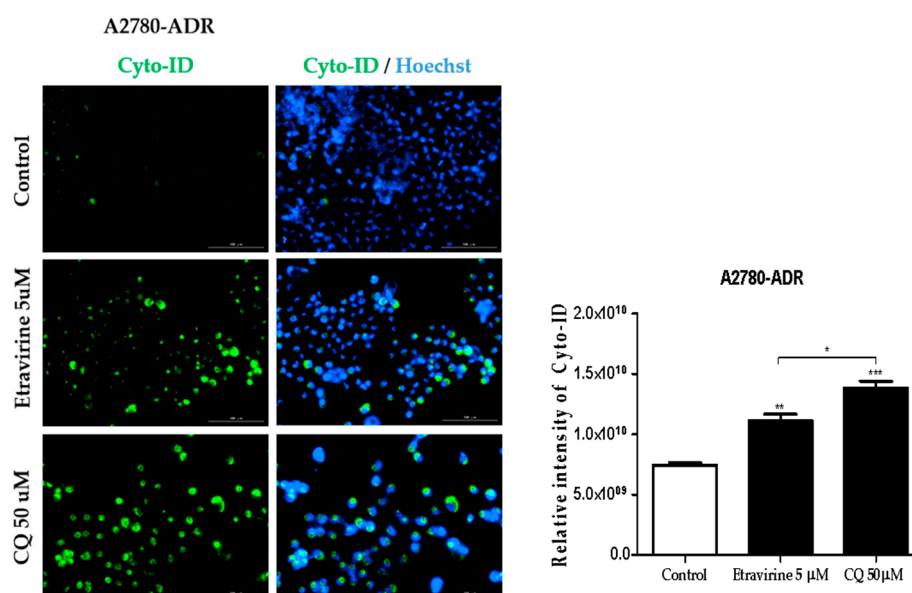 A2780-ADR
Cyto-ID
Cyto-ID / Hoechst
Control
Etravirine 5uM
CQ 50 uM
A2780-ADR
Relative intensity of Cyto-ID
2.0x10¹⁰
1.5x10¹⁰
1.0x10¹⁰
5.0x10⁰⁹
0.0
*
**
***
Control
Etravirine 5 μM
CQ 50μM